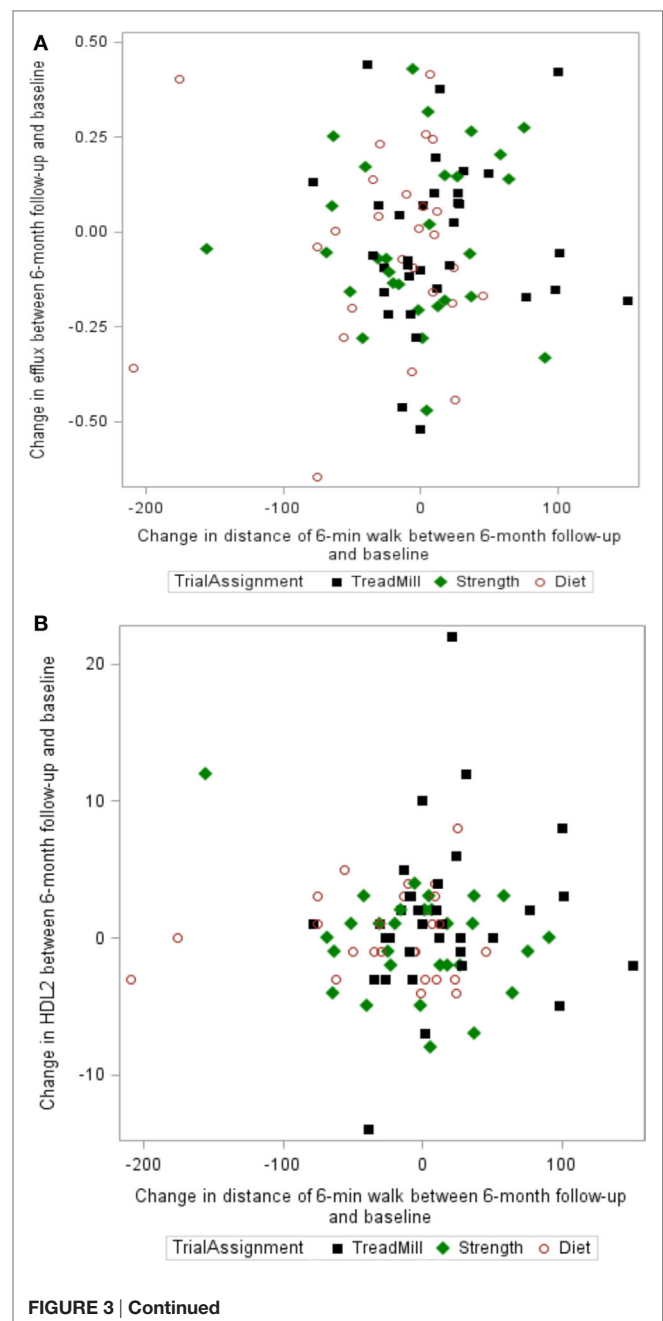 A
Change in efflux between 6-month follow-up and baseline
0.50
0.25
0.00
-0.25
-0.50
-200 -100 0 100
Change in distance of 6-min walk between 6-month follow-up
and baseline
TrialAssignment TreadMill Strength Diet
B
Change in HDL2 between 6-month follow-up and baseline
20
10
0
-10
-200 -100 0 100
Change in distance of 6-min walk between 6-month follow-up
and baseline
TrialAssignment TreadMill Strength Diet
FIGURE 3 | Continued